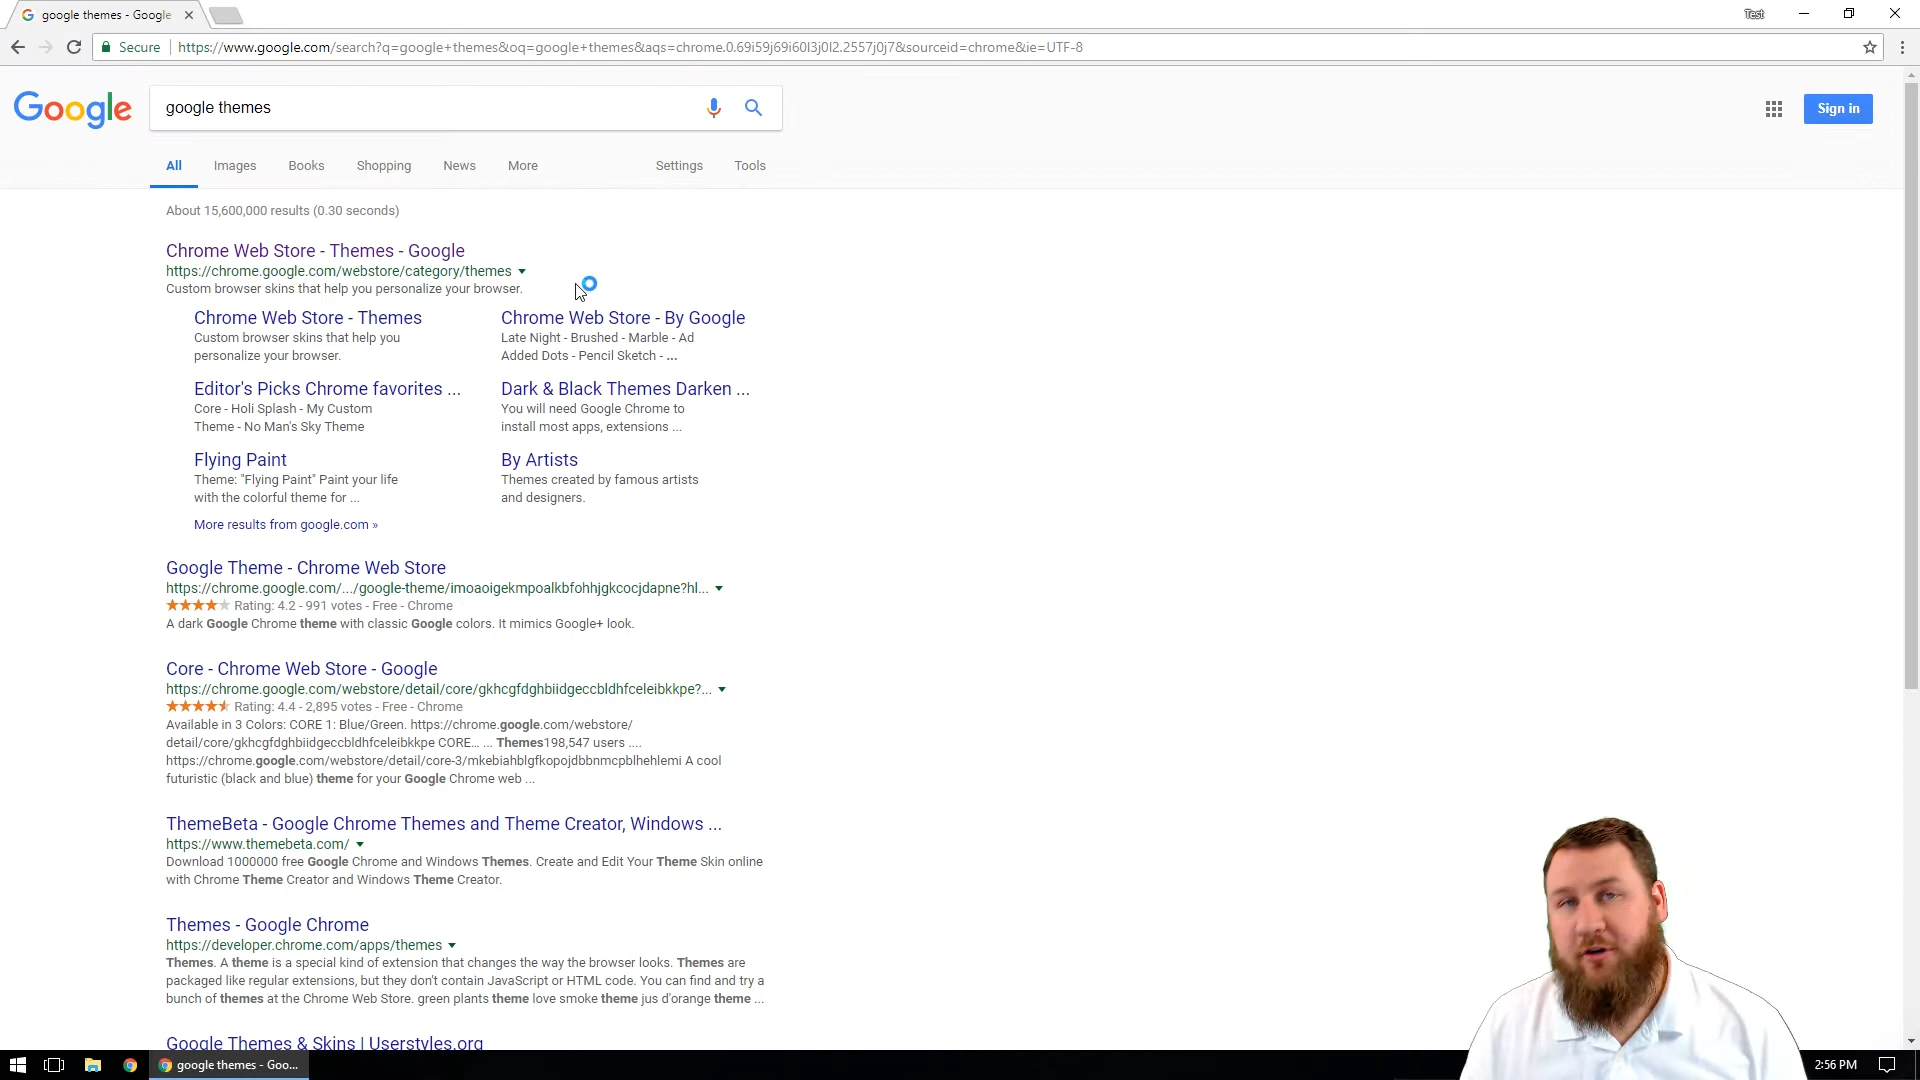 google themes - Google
Test
Secure
https://www.google.com/search?q=google+themes&oq=google+themes&aqs=chrome.0.69i59j69i60l3j0l2.2557j0j7&sourceid=chrome&ie=UTF-8
Google
google themes
Sign in
All
Images
Books
Shopping
News
More
Settings
Tools
About 15,600,000 results (0.30 seconds)
Chrome Web Store - Themes - Google
https://chrome.google.com/webstore/category/themes
Custom browser skins that help you personalize your browser.
Chrome Web Store - Themes
Custom browser skins that help you
personalize your browser.
Chrome Web Store - By Google
Late Night - Brushed - Marble - Ad
Added Dots - Pencil Sketch - ...
Editor's Picks Chrome favorites ...
Core - Holi Splash - My Custom
Theme - No Man's Sky Theme
Dark & Black Themes Darken ...
You will need Google Chrome to
install most apps, extensions ...
Flying Paint
Theme: "Flying Paint" Paint your life
with the colorful theme for ...
By Artists
Themes created by famous artists
and designers.
More results from google.com »
Google Theme - Chrome Web Store
https://chrome.google.com/.../google-theme/imoaoigekmpoalkbfohhjgkcocjdapne?hl...
Rating: 4.2 - 991 votes - Free - Chrome
A dark Google Chrome theme with classic Google colors. It mimics Google+ look.
Core - Chrome Web Store - Google
https://chrome.google.com/webstore/detail/core/gkhcgfdghbiidgeccbldhfceleibkkpe?...
Rating: 4.4 - 2,895 votes - Free - Chrome
Available in 3 Colors: CORE 1: Blue/Green. https://chrome.google.com/webstore/
detail/core/gkhcgfdghbiidgeccbldhfceleibkkpe CORE... ... Themes198,547 users ....
https://chrome.google.com/webstore/detail/core-3/mkebiahblgfkopojdbbnmcpblhehlemi A cool
futuristic (black and blue) theme for your Google Chrome web ...
ThemeBeta - Google Chrome Themes and Theme Creator, Windows ...
https://www.themebeta.com/
Download 1000000 free Google Chrome and Windows Themes. Create and Edit Your Theme Skin online
with Chrome Theme Creator and Windows Theme Creator.
Themes - Google Chrome
https://developer.chrome.com/apps/themes
Themes. A theme is a special kind of extension that changes the way the browser looks. Themes are
packaged like regular extensions, but they don't contain JavaScript or HTML code. You can find and try a
bunch of themes at the Chrome Web Store. green plants theme love smoke theme jus d'orange theme ...
Google Themes & Skins | Userstyles.org
google themes - Goo...
2:56 PM